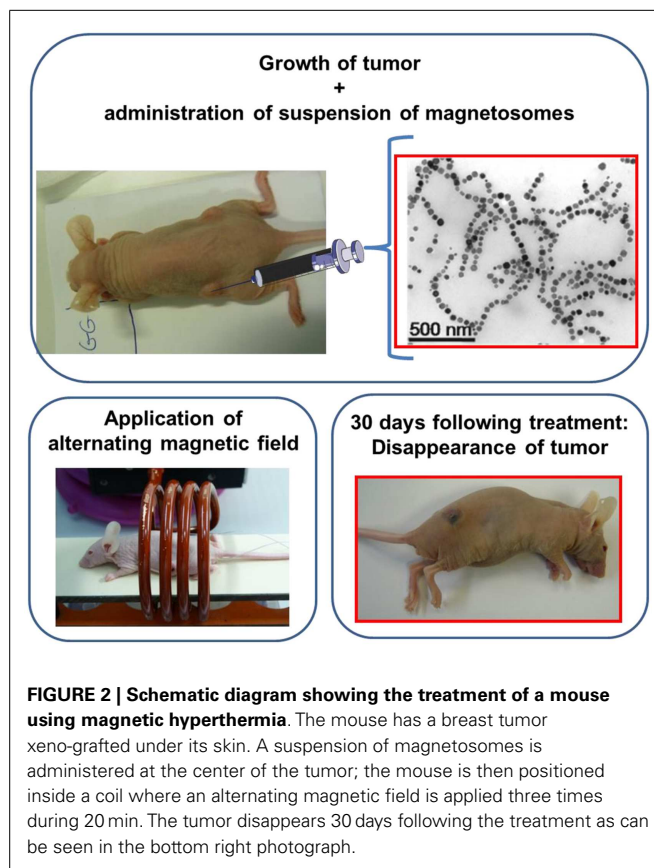 Growth of tumor
+
administration of suspension of magnetosomes
GG
500 nm
Application of
alternating magnetic field
30 days following treatment:
Disappearance of tumor
FIGURE 2 | Schematic diagram showing the treatment of a mouse
using magnetic hyperthermia. The mouse has a breast tumor
xeno-grafted under its skin. A suspension of magnetosomes is
administered at the center of the tumor; the mouse is then positioned
inside a coil where an alternating magnetic field is applied three times
during 20 min. The tumor disappears 30 days following the treatment as can
be seen in the bottom right photograph.